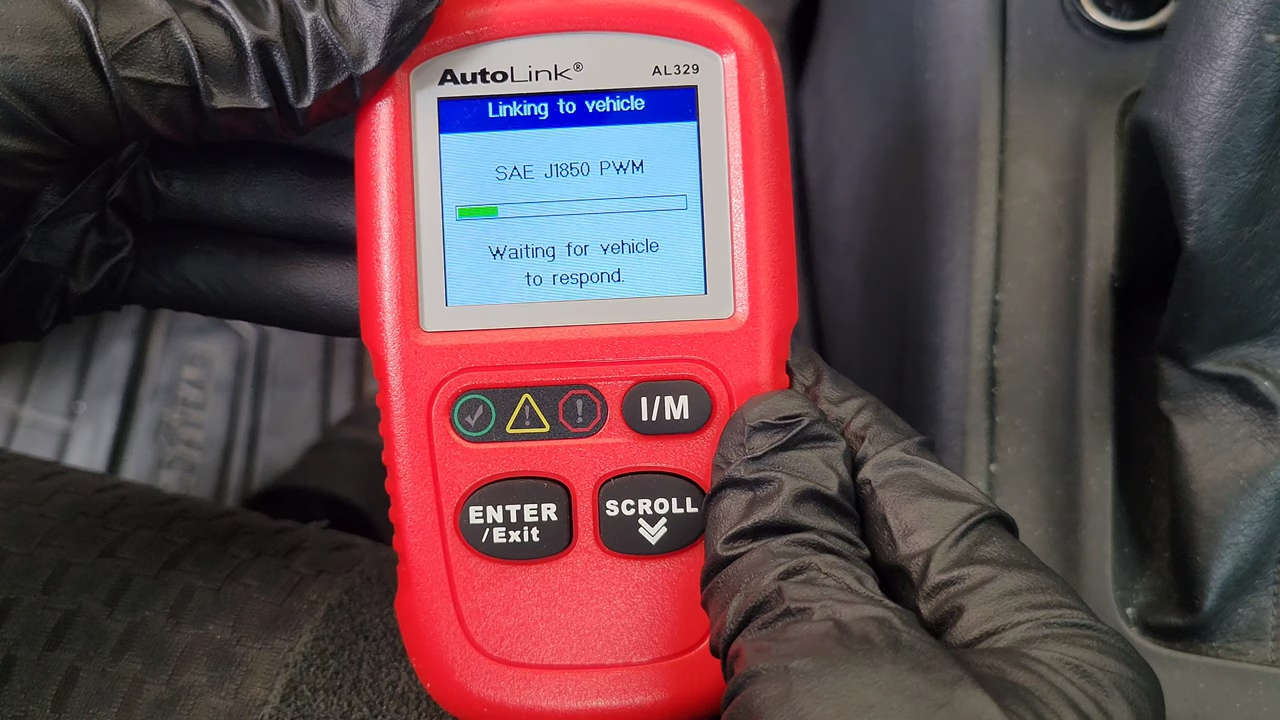 AutoLink®
AL329
Linking to vehicle
SAE J1850 PWM
Waiting for vehicle
to respond.
I/M
ENTER
/Exit
SCROLL